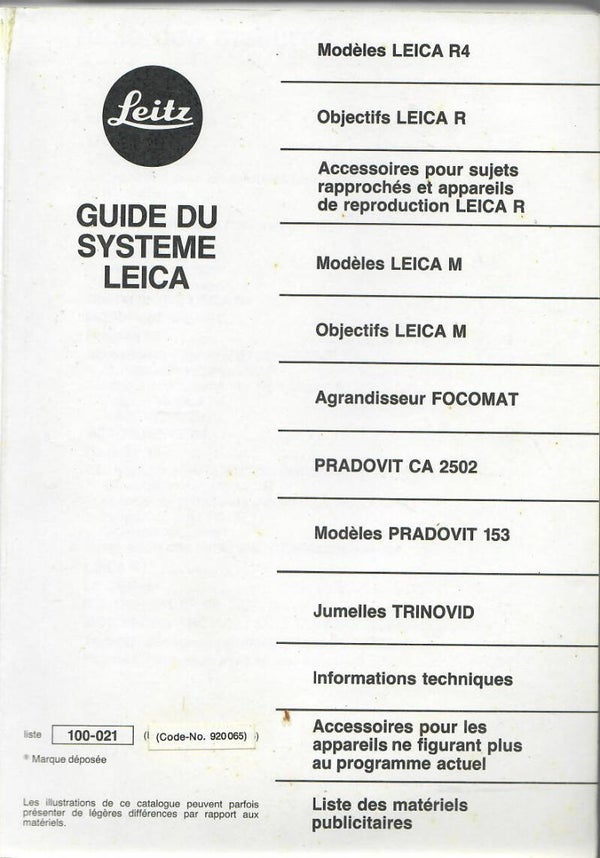 Leitz
GUIDE DU
SYSTEME
LEICA
Modèles LEICA R4
Objectifs LEICA R
Accessoires pour sujets
rapprochés et appareils
de reproduction LEICA R
Modèles LEICA M
Objectifs LEICA M
Agrandisseur FOCOMAT
PRADOVIT CA 2502
Modèles PRADOVIT 153
Jumelles TRINOVID
Informations techniques
Accessoires pour les
appareils ne figurant plus
au programme actuel
Liste des matériels
publicitaires
liste 100-021 (Code-No. 920065)
® Marque déposée
Les illustrations de ce catalogue peuvent parfois
présenter de légères différences par rapport aux
matériels.